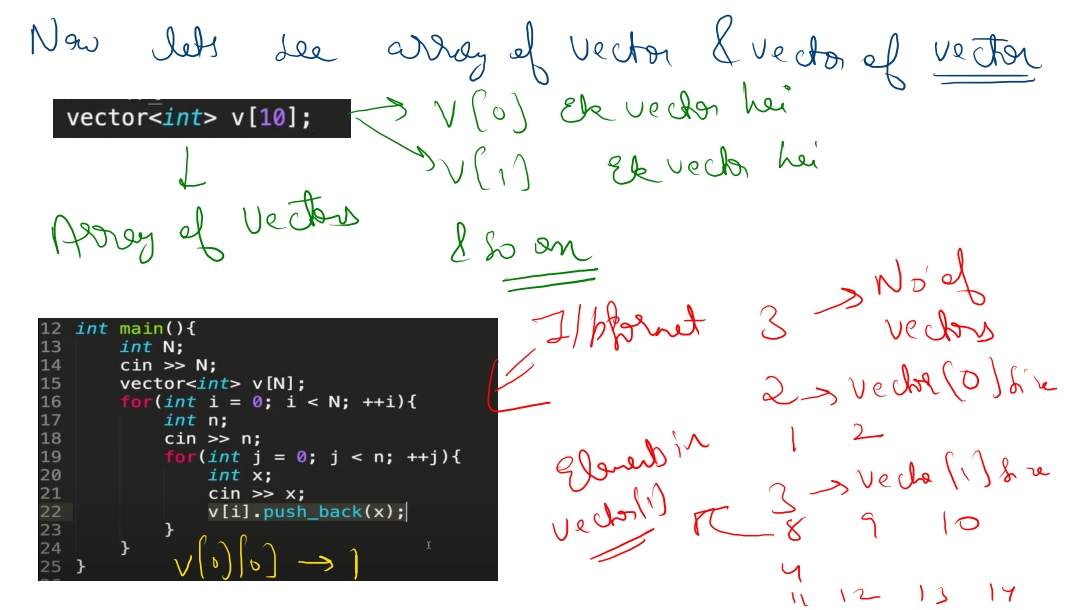 Now lets see array of vector & vector of vector
vector<int> v[10];
V[0] Ek vector hei
V[1] Ek vector hei
Array of vectors
& so on
I/p format
3 → No of vectors
2 → vector[0] size
1 2
3 → vector[1] size
8 9 10
Elements in vector[1]
4
11 12 13 14
12 int main(){
13 int N;
14 cin >> N;
15 vector<int> v[N];
16 for(int i = 0; i < N; ++i){
17 int n;
18 cin >> n;
19 for(int j = 0; j < n; ++j){
20 int x;
21 cin >> x;
22 v[i].push_back(x);
23 }
24 }
25 }
v[0][0] → 1